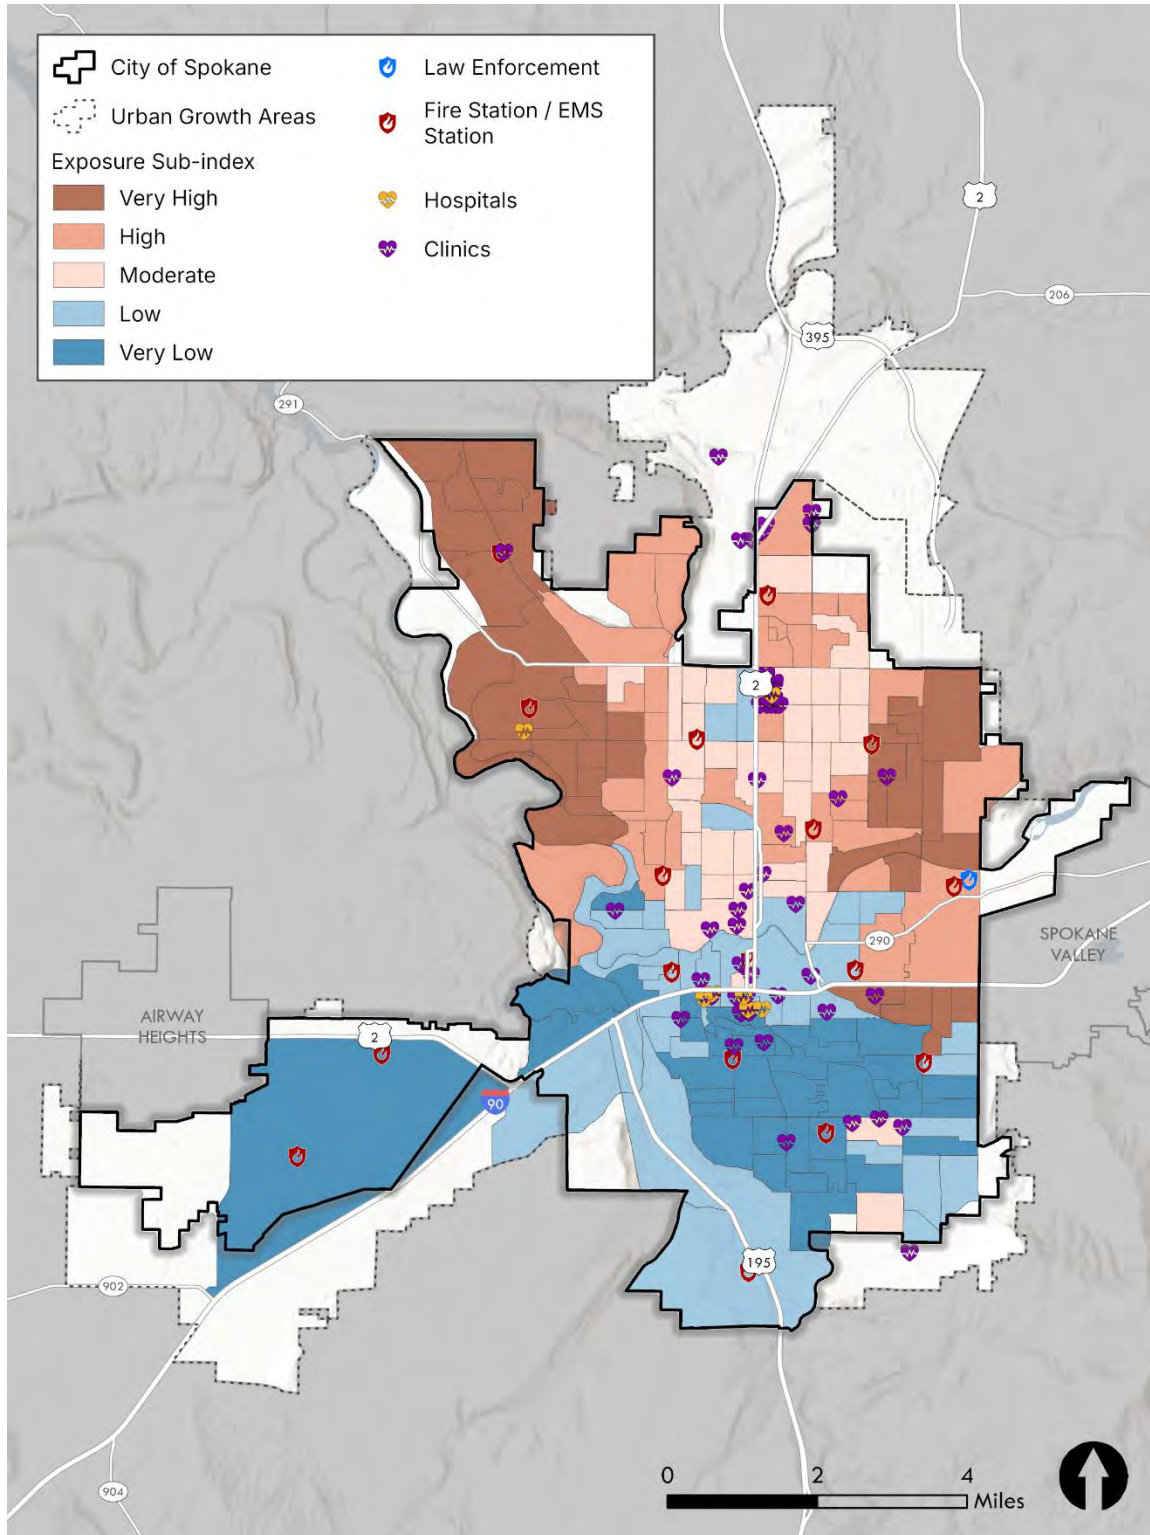 City of Spokane
Urban Growth Areas
Exposure Sub-index
Very High
High
Moderate
Low
Very Low
Law Enforcement
Fire Station / EMS
Station
Hospitals
Clinics
2
206
395
291
2
290
SPOKANE
VALLEY
AIRWAY
HEIGHTS
2
90
195
902
904
0 2 4
Miles